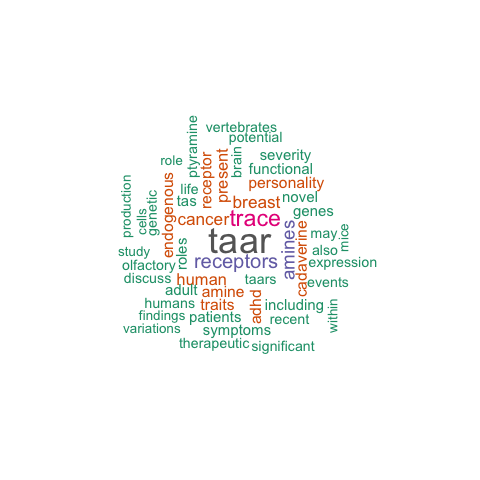 vertebrates
potential
ptyramine
role
receptor
present
brain
severity
functional
personality
endogenous
life
tas
breast
novel
production
cells
genetic
cancer
trace
genes
taar
amines
cadaverine
may
mice
study
roles
receptors
also
expression
olfactory
discuss
human
taars
events
adult
amine
adhd
humans
traits
including
within
findings
patients
recent
variations
symptoms
therapeutic
significant